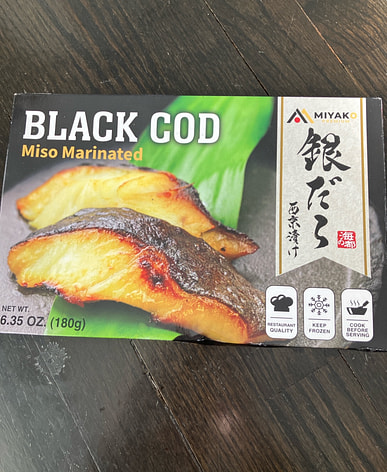 BLACK COD
Miso Marinated
MIYAKO
銀だら
西京漬け
NET WT.
6.35 OZ. (180g)
RESTAURANT
QUALITY
KEEP
FROZEN
COOK
BEFORE
SERVING